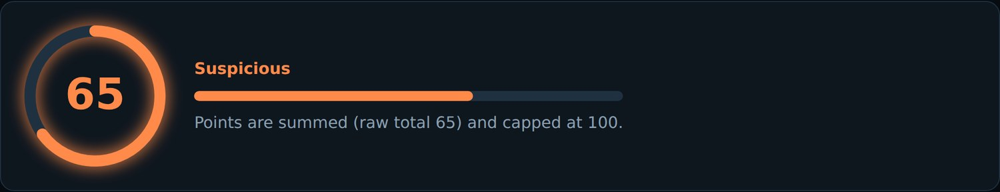 65
Suspicious
Points are summed (raw total 65) and capped at 100.